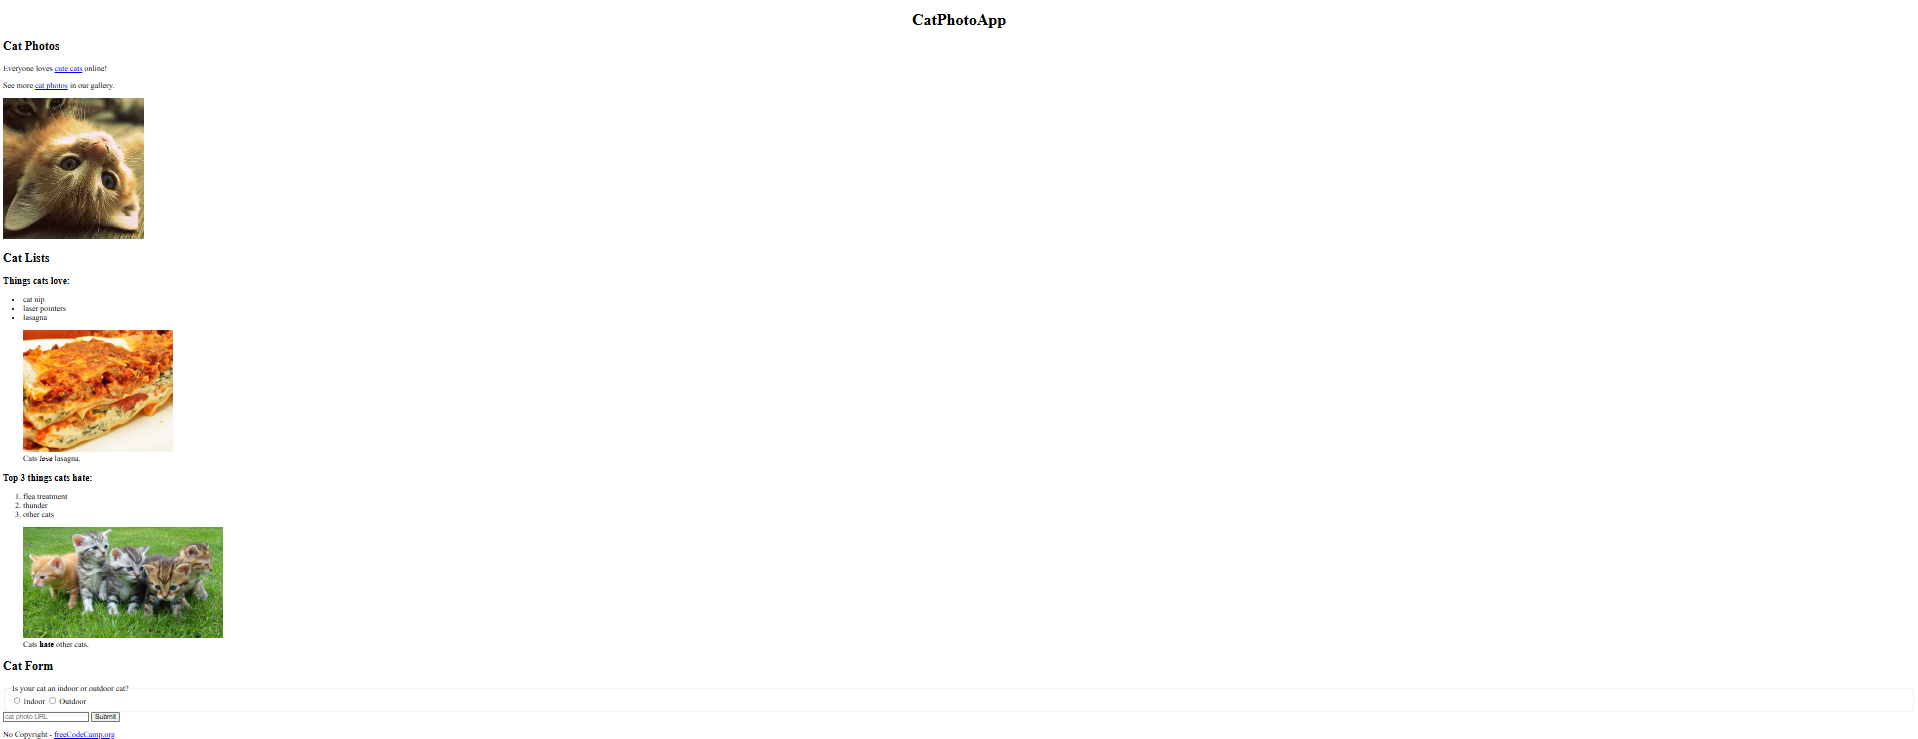 CatPhotoApp
Cat Photos
Everyone loves cute cats online!
See more cat photos in our gallery.
Cat Lists
Things cats love:
• cat nip
• laser pointers
• lasagna
Cats love lasagna.
Top 3 things cats hate:
1. flea treatment
2. thunder
3. other cats
Cats hate other cats.
Cat Form
Is your cat an indoor or outdoor cat?
Indoor Outdoor
cat photo URL Submit
No Copyright - freeCodeCamp.org